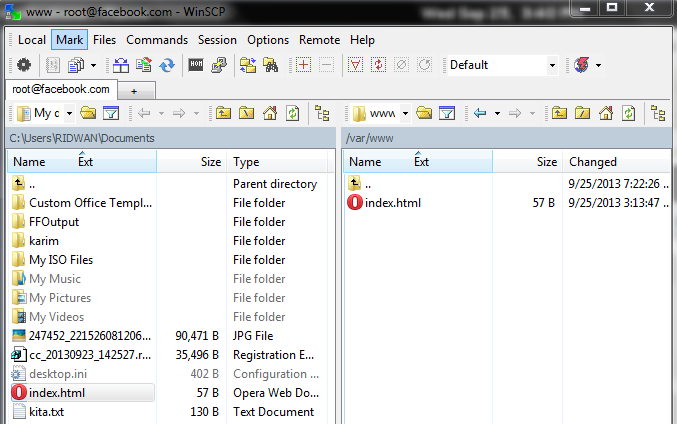 www - root@facebook.com - WinSCP
Local Mark Files Commands Session Options Remote Help
Default
root@facebook.com +
My c
www
C:\Users\RIDWAN\Documents
/var/www
Name Ext Size Type
Name Ext Size Changed
.. Parent directory
Custom Office Templ... File folder
FFOutput File folder
karim File folder
My ISO Files File folder
My Music File folder
My Pictures File folder
My Videos File folder
247452_221526081206... 90,471 B JPG File
cc_20130923_142527.r... 35,496 B Registration E...
desktop.ini 402 B Configuration ...
index.html 57 B Opera Web Do...
kita.txt 130 B Text Document
.. 9/25/2013 7:22:26 ..
index.html 57 B 9/25/2013 3:13:47 ..